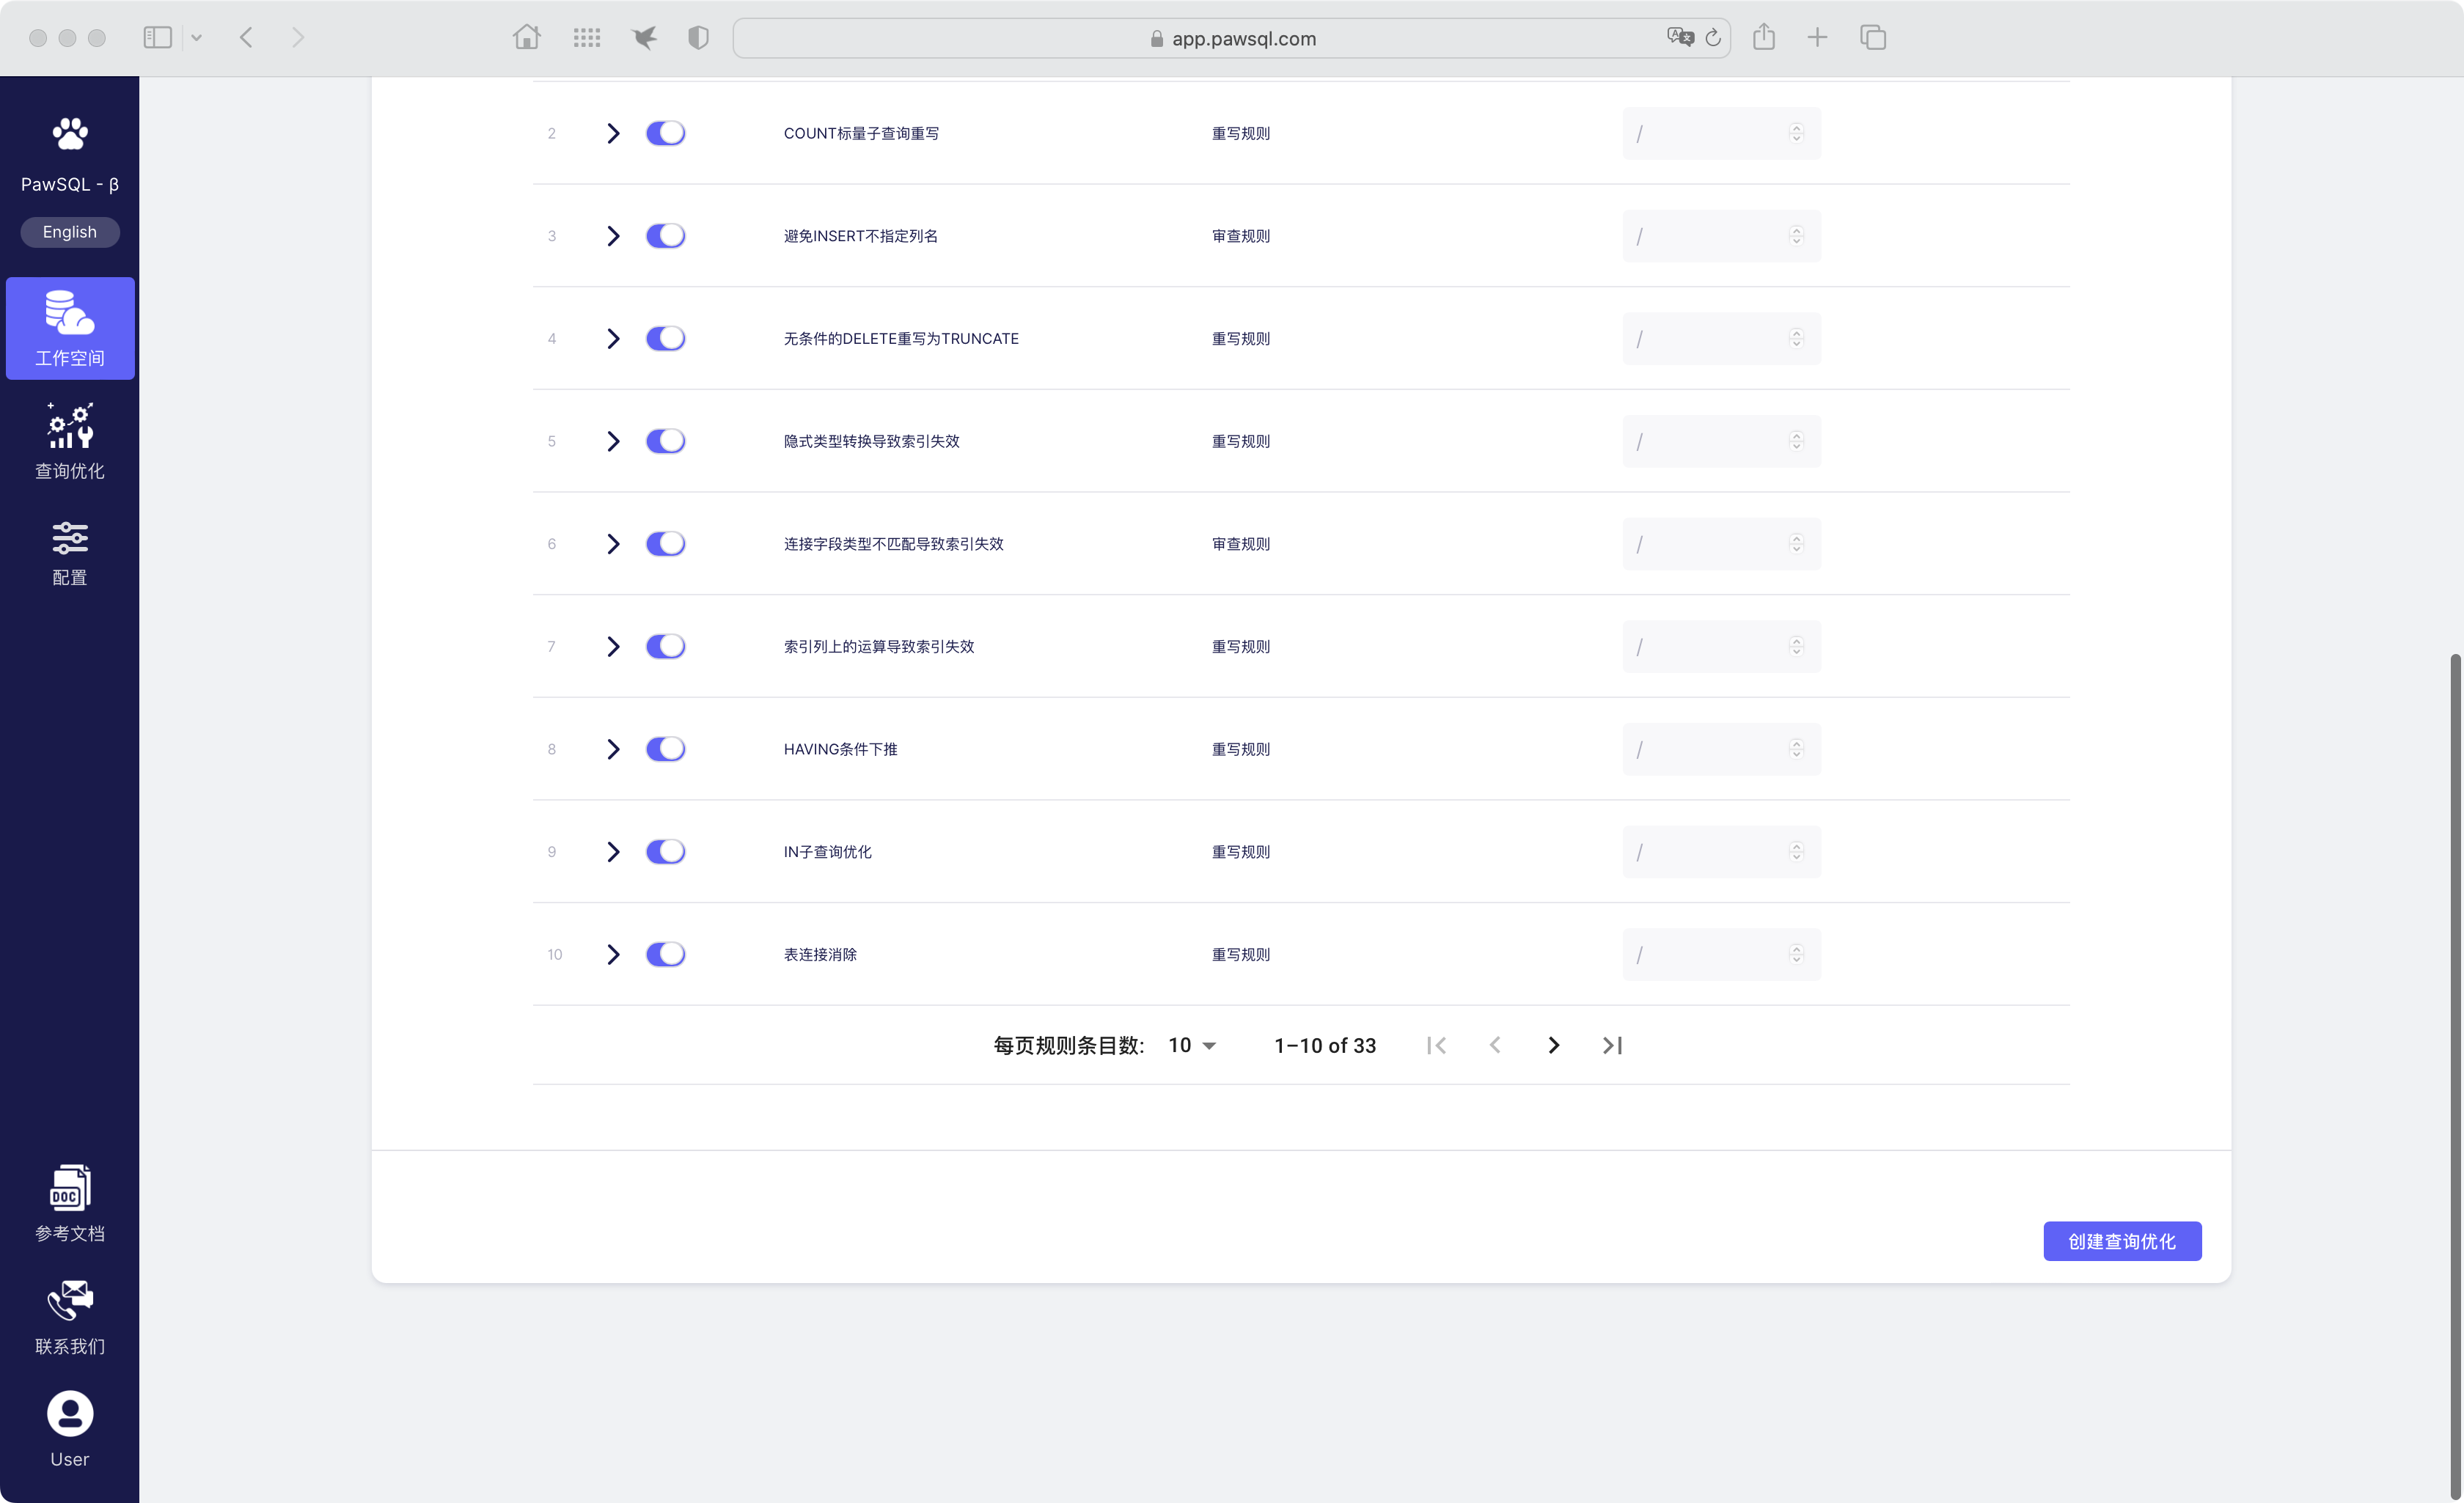 app.pawsql.com
PawSQL - β
English
工作空间
查询优化
配置
参考文档
联系我们
User
2 COUNT标量子查询重写 重写规则 /
3 避免INSERT不指定列名 审查规则 /
4 无条件的DELETE重写为TRUNCATE 重写规则 /
5 隐式类型转换导致索引失效 重写规则 /
6 连接字段类型不匹配导致索引失效 审查规则 /
7 索引列上的运算导致索引失效 重写规则 /
8 HAVING条件下推 重写规则 /
9 IN子查询优化 重写规则 /
10 表连接消除 重写规则 /
每页规则条目数: 10 1–10 of 33
创建查询优化
DOC